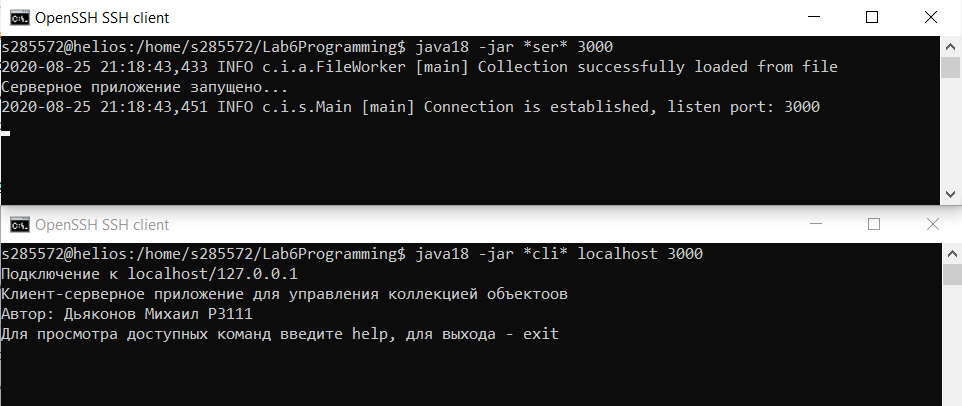 OpenSSH SSH client
s285572@helios:/home/s285572/Lab6Programming$ java18 -jar *ser* 3000
2020-08-25 21:18:43,433 INFO c.i.a.FileWorker [main] Collection successfully loaded from file
Серверное приложение запущено...
2020-08-25 21:18:43,451 INFO c.i.s.Main [main] Connection is established, listen port: 3000
OpenSSH SSH client
s285572@helios:/home/s285572/Lab6Programming$ java18 -jar *cli* localhost 3000
Подключение к localhost/127.0.0.1
Клиент-серверное приложение для управления коллекцией объектоов
Автор: Дьяконов Михаил P3111
Для просмотра доступных команд введите help, для выхода - exit